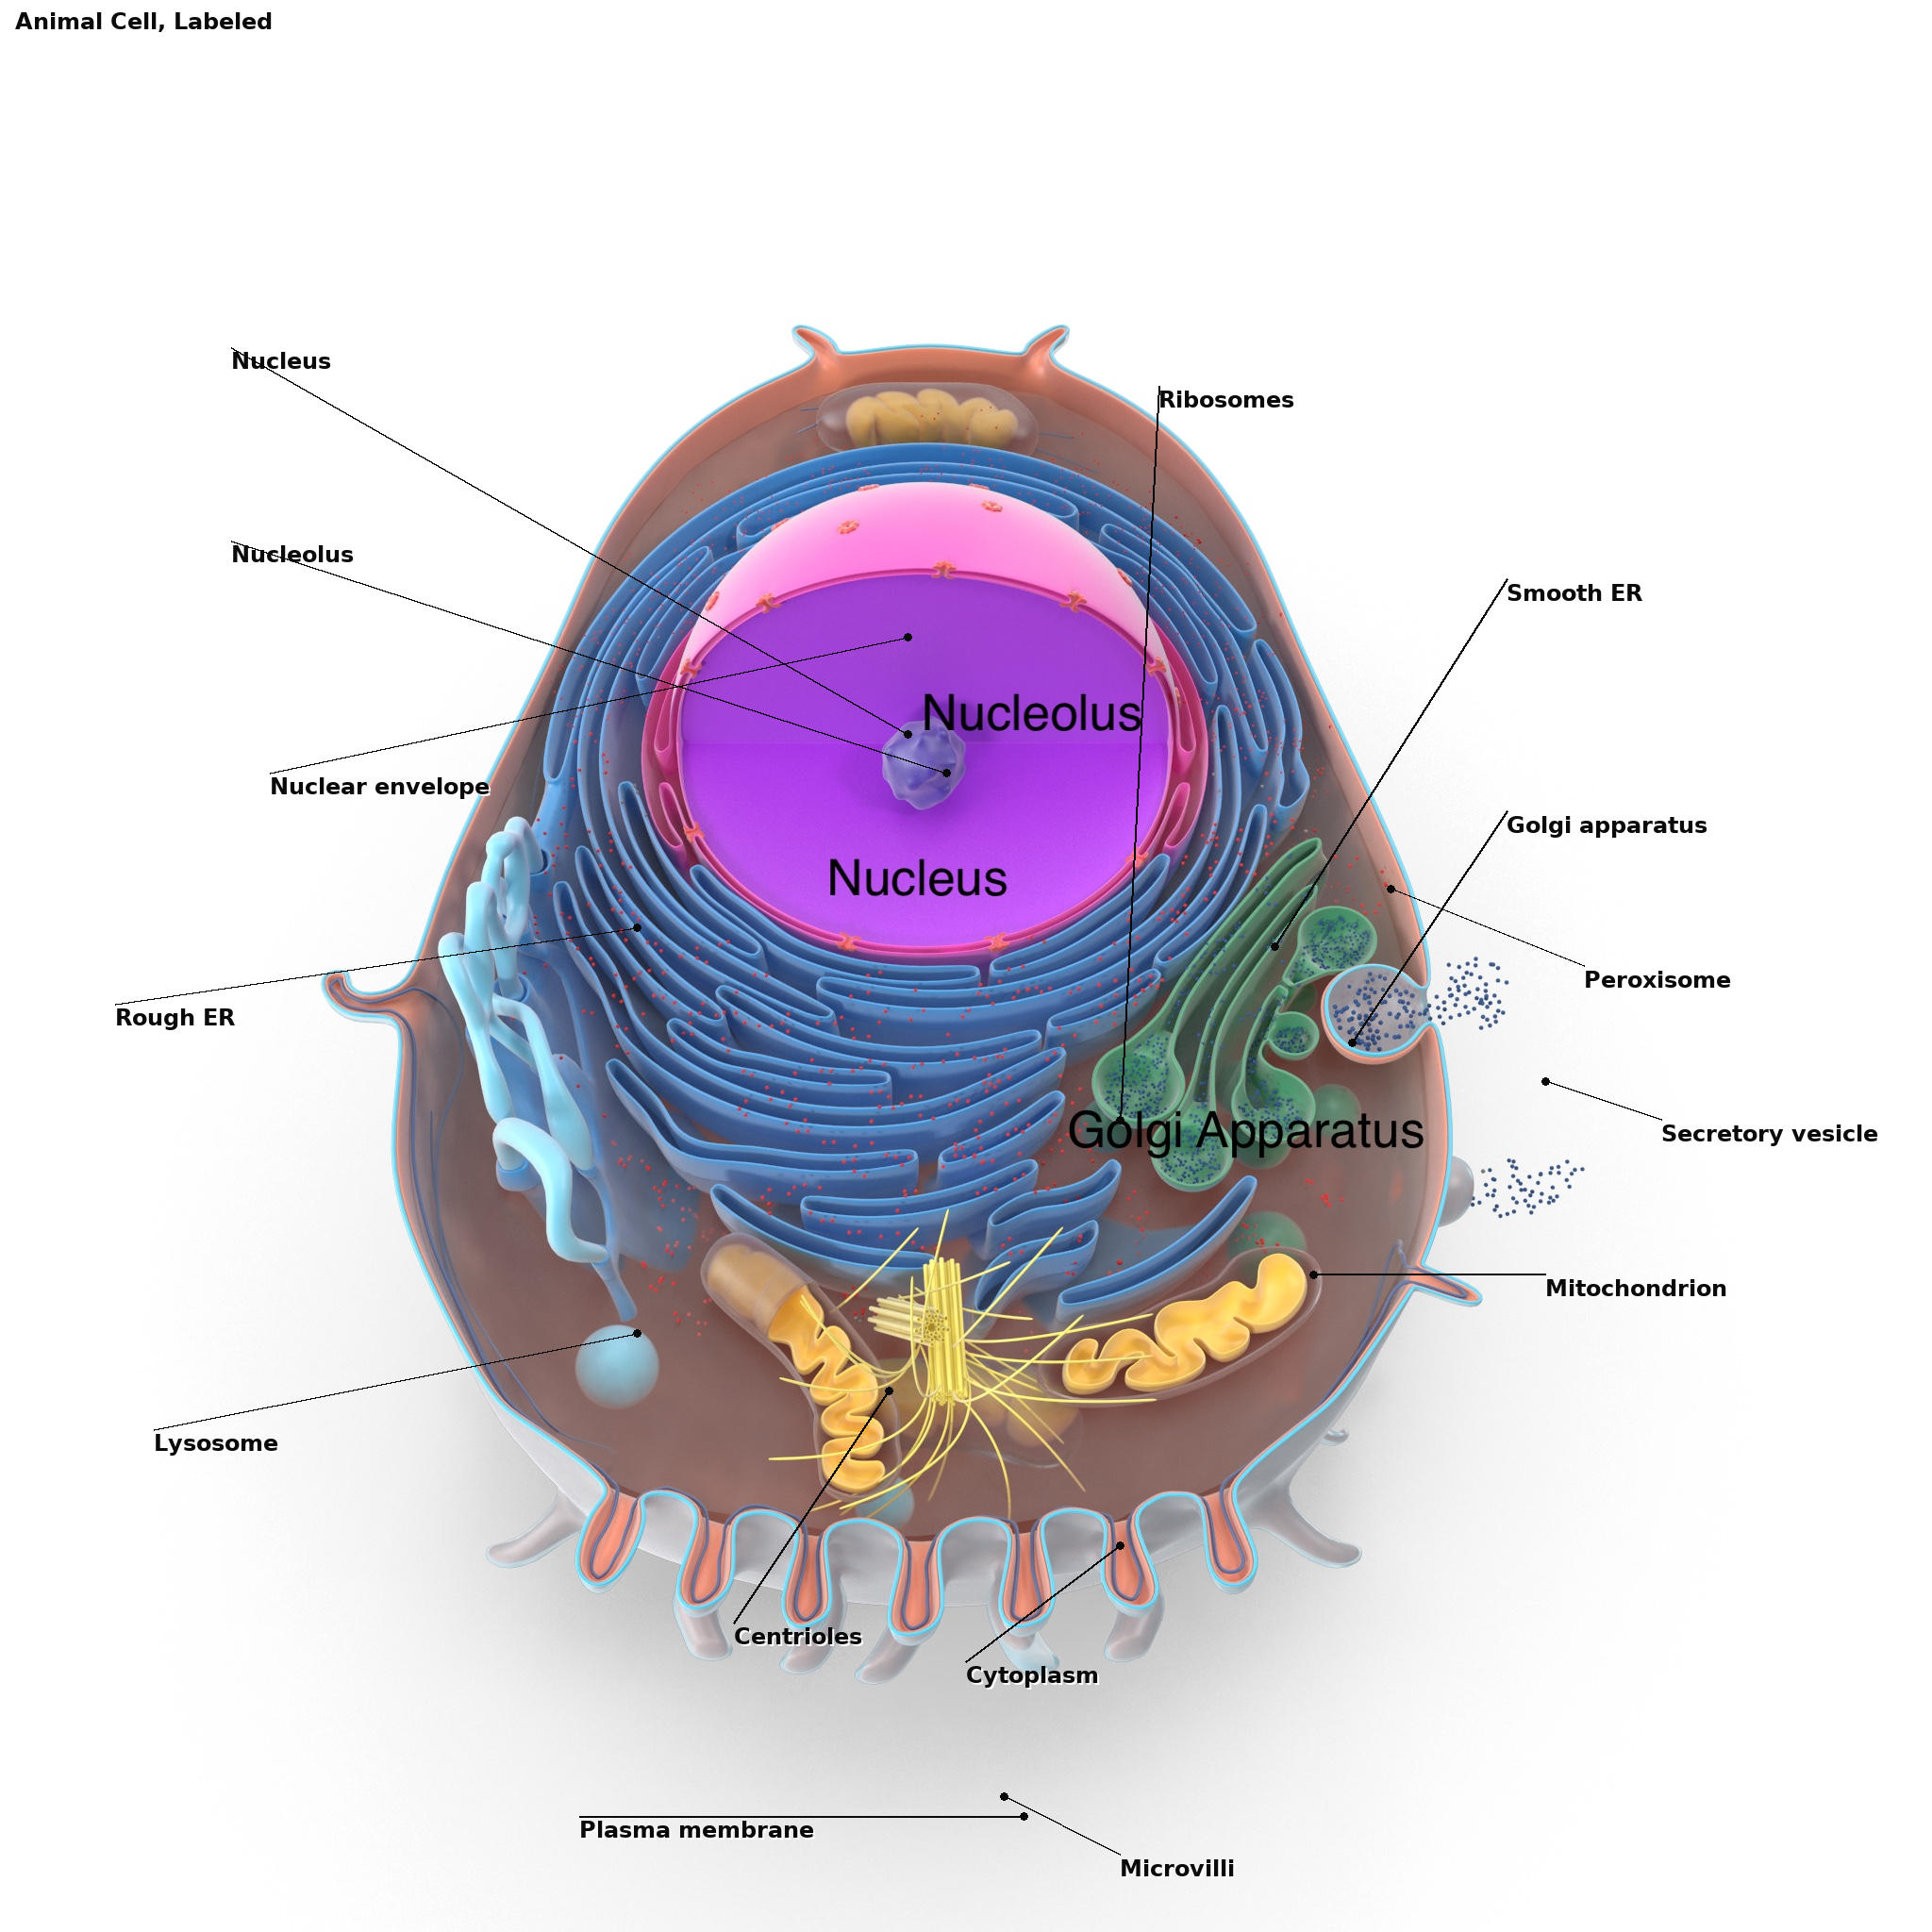 Animal Cell, Labeled
Nucleus
Ribosomes
Nucleolus
Smooth ER
Nucleolus
Nuclear envelope
Golgi apparatus
Nucleus
Peroxisome
Rough ER
Golgi Apparatus
Secretory vesicle
Mitochondrion
Lysosome
Centrioles
Cytoplasm
Plasma membrane
Microvilli